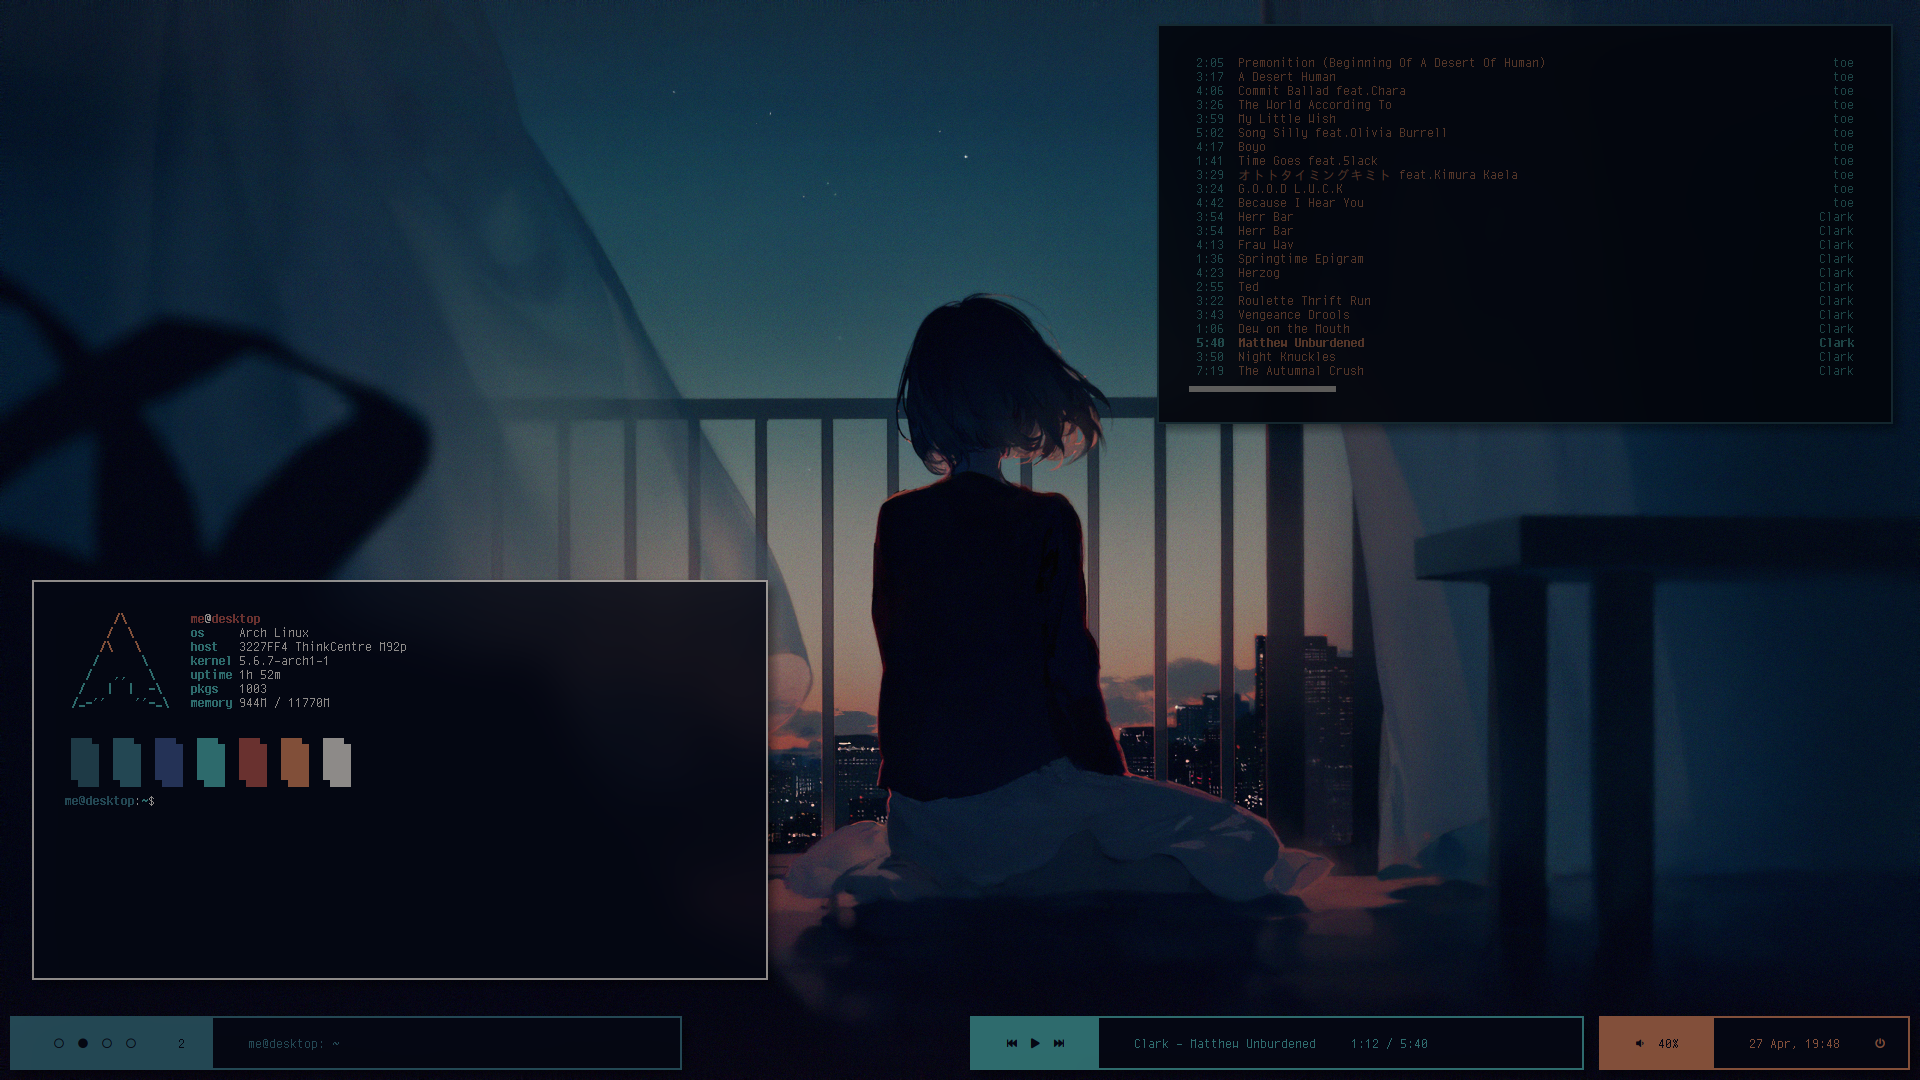 2:05 Premonition (Beginning Of A Desert Of Human) toe
3:17 A Desert Human toe
4:06 Commit Ballad feat.Chara toe
3:26 The World According To toe
3:59 My Little Wish toe
5:02 Song Silly feat.Olivia Burrell toe
4:17 Boyo toe
1:41 Time Goes feat.5lack toe
3:29 オトトタイミングキミト feat.Kimura Kaela toe
3:24 G.O.O.D L.U.C.K toe
4:42 Because I Hear You toe
3:54 Herr Bar Clark
3:54 Herr Bar Clark
4:13 Frau Wav Clark
1:36 Springtime Epigram Clark
4:23 Herzog Clark
2:55 Ted Clark
3:22 Roulette Thrift Run Clark
3:43 Vengeance Drools Clark
1:06 Dew on the Mouth Clark
5:40 Matthew Unburdened Clark
3:50 Night Knuckles Clark
7:19 The Autumnal Crush Clark
me@desktop
os Arch Linux
host 3227FF4 ThinkCentre M92p
kernel 5.6.7-arch1-1
uptime 1h 52m
pkgs 1003
memory 944M / 11770M
me@desktop:~$
2 me@desktop: ~
Clark - Matthew Unburdened 1:12 / 5:40
40% 27 Apr, 19:48